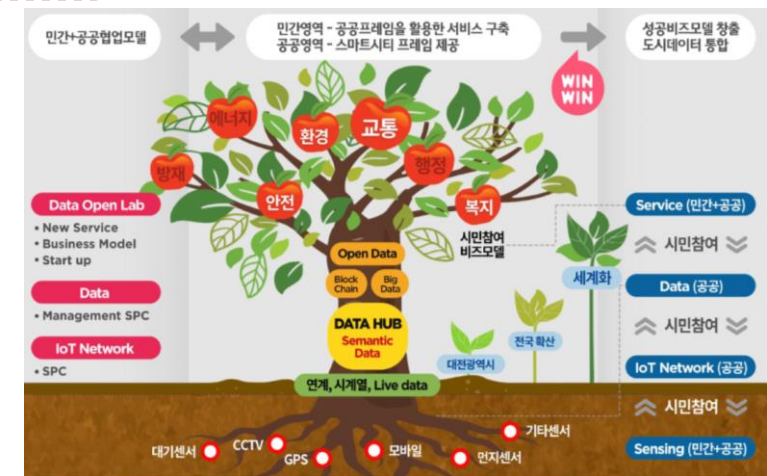 민간+공공협업모델
민간영역 - 공공프레임을 활용한 서비스 구축
공공영역 - 스마트시티 프레임 제공
성공비즈모델 창출
도시데이터 통합
WIN
WIN
에너지
환경
교통
방재
행정
안전
복지
Data Open Lab
• New Service
• Business Model
• Start up
Data
• Management SPC
IoT Network
• SPC
Open Data
Block
Chain
Big
Data
DATA HUB
Semantic
Data
연계, 시계열, Live data
시민참여
비즈모델
대전광역시
전국 확산
세계화
Service (민간+공공)
시민참여
Data (공공)
시민참여
IoT Network (공공)
시민참여
Sensing (민간+공공)
대기센서
CCTV
GPS
모바일
먼지센서
기타센서